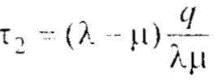 τ₂ = (λ − μ) q/λμ